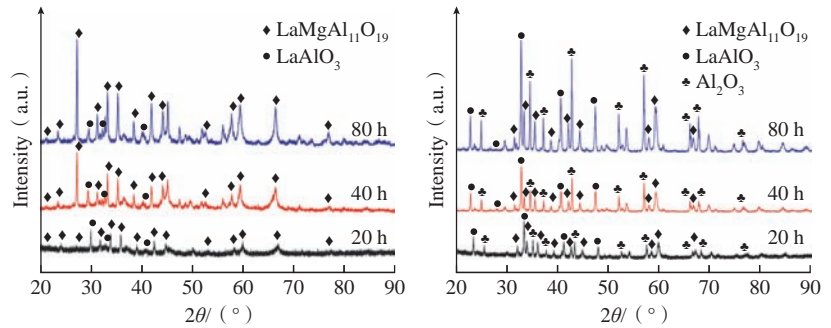 ♦ LaMgAl₁₁O₁₉
● LaAlO₃
80 h
40 h
20 h
Intensity (a.u.)
20 30 40 50 60 70 80 90
2θ/ (°)
♦ LaMgAl₁₁O₁₉
● LaAlO₃
♣ Al₂O₃
80 h
40 h
20 h
Intensity (a.u.)
20 30 40 50 60 70 80 90
2θ/ (°)